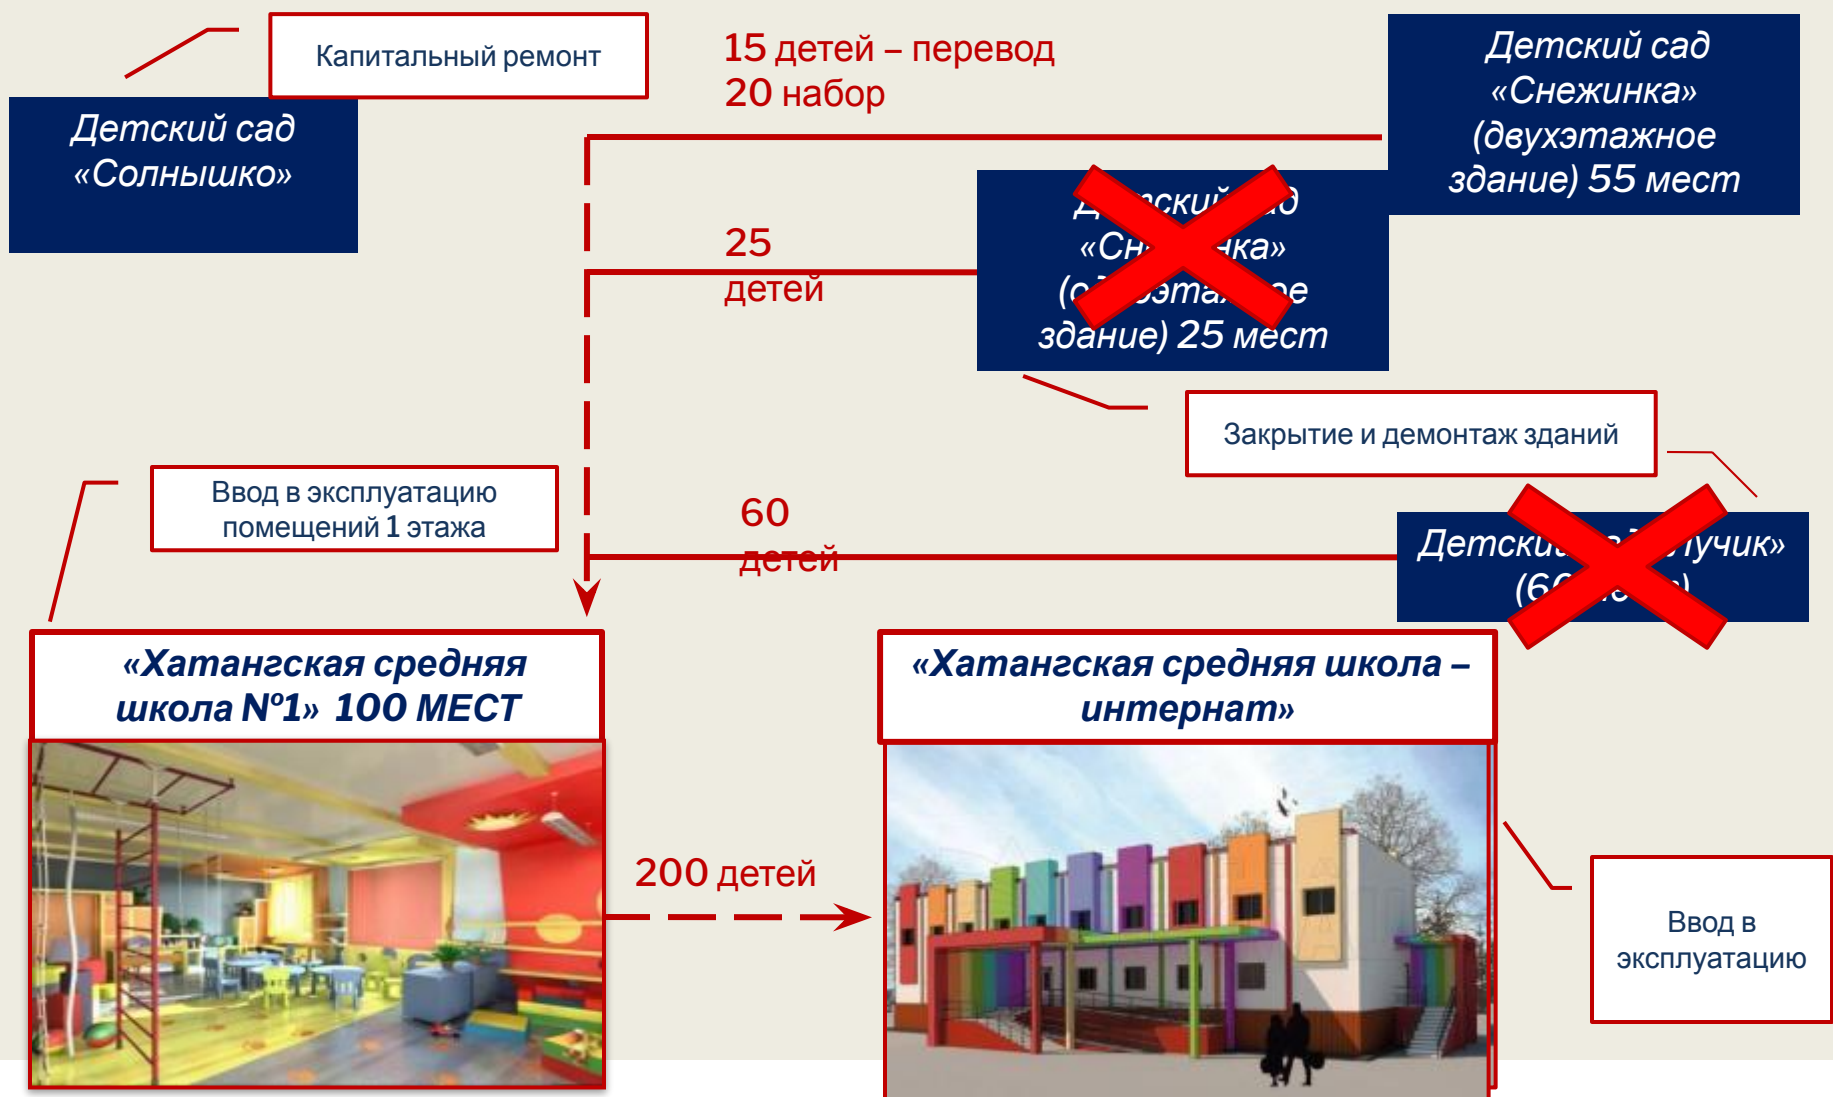 Капитальный ремонт
15 детей – перевод
20 набор
Детский сад
«Снежинка»
(двухэтажное
здание) 55 мест
Детский сад
«Солнышко»
25
детей
здание) 25 мест
Закрытие и демонтаж зданий
Ввод в эксплуатацию
помещений 1 этажа
60
детей
«Хатангская средняя
школа №1» 100 МЕСТ
«Хатангская средняя школа –
интернат»
200 детей
Ввод в
эксплуатацию